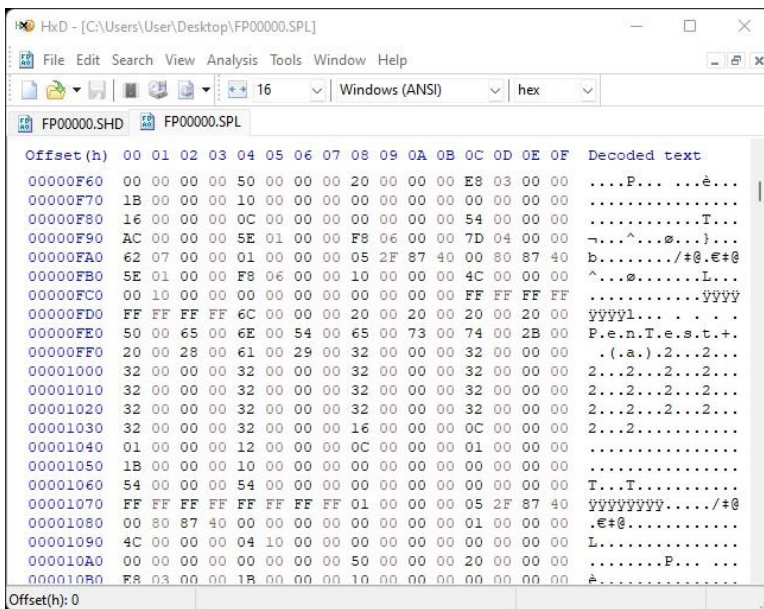 HxD - [C:\Users\User\Desktop\FP00000.SPL]
File Edit Search View Analysis Tools Window Help
16 Windows (ANSI) hex
FP00000.SHD FP00000.SPL
Offset(h) 00 01 02 03 04 05 06 07 08 09 0A 0B 0C 0D 0E 0F Decoded text
00000F60 00 00 00 00 50 00 00 00 20 00 00 00 E8 03 00 00 ....P... ...è...
00000F70 1B 00 00 00 10 00 00 00 00 00 00 00 00 00 00 00 ................
00000F80 16 00 00 00 0C 00 00 00 00 00 00 00 54 00 00 00 ............T...
00000F90 AC 00 00 00 5E 01 00 00 F8 06 00 00 7D 04 00 00 ¬...^...ø...}...
00000FA0 62 07 00 00 01 00 00 00 05 2F 87 40 00 80 87 40 b......../‡@.€‡@
00000FB0 5E 01 00 00 F8 06 00 00 10 00 00 00 4C 00 00 00 ^...ø.......L...
00000FC0 00 10 00 00 00 00 00 00 00 00 00 00 FF FF FF FF ............ÿÿÿÿ
00000FD0 FF FF FF FF 6C 00 00 00 20 00 20 00 20 00 20 00 ÿÿÿÿl... . . . .
00000FE0 50 00 65 00 6E 00 54 00 65 00 73 00 74 00 2B 00 P.e.n.T.e.s.t.+.
00000FF0 20 00 28 00 61 00 29 00 32 00 00 00 32 00 00 00  .(.a.).2...2...
00001000 32 00 00 00 32 00 00 00 32 00 00 00 32 00 00 00 2...2...2...2...
00001010 32 00 00 00 32 00 00 00 32 00 00 00 32 00 00 00 2...2...2...2...
00001020 32 00 00 00 32 00 00 00 32 00 00 00 32 00 00 00 2...2...2...2...
00001030 32 00 00 00 32 00 00 00 16 00 00 00 0C 00 00 00 2...2...........
00001040 01 00 00 00 12 00 00 00 0C 00 00 00 01 00 00 00 ................
00001050 1B 00 00 00 10 00 00 00 00 00 00 00 00 00 00 00 ................
00001060 54 00 00 00 54 00 00 00 00 00 00 00 00 00 00 00 T...T...........
00001070 FF FF FF FF FF FF FF FF 01 00 00 00 05 2F 87 40 ÿÿÿÿÿÿÿÿ...../‡@
00001080 00 80 87 40 00 00 00 00 00 00 00 00 01 00 00 00 .€‡@............
00001090 4C 00 00 00 04 10 00 00 00 00 00 00 00 00 00 00 L...............
000010A0 00 00 00 00 00 00 00 00 50 00 00 00 20 00 00 00 ........P... ...
000010B0 E8 03 00 00 1B 00 00 00 10 00 00 00 00 00 00 00 è...............
Offset(h): 0